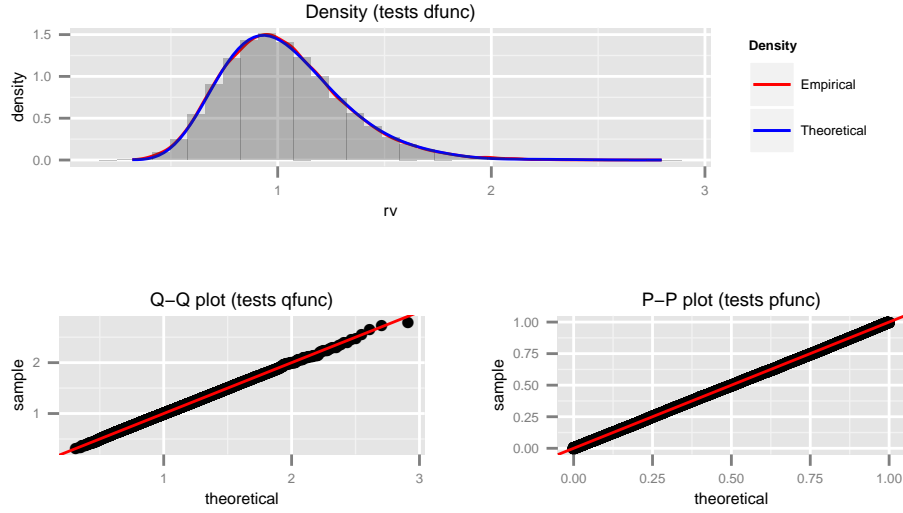 Density (tests dfunc)
1.5
1.0
0.5
0.0
density
1
2
3
rv
Density
Empirical
Theoretical
Q−Q plot (tests qfunc)
2
1
sample
1
2
3
theoretical
P−P plot (tests pfunc)
1.00
0.75
0.50
0.25
0.00
sample
0.00
0.25
0.50
0.75
1.00
theoretical